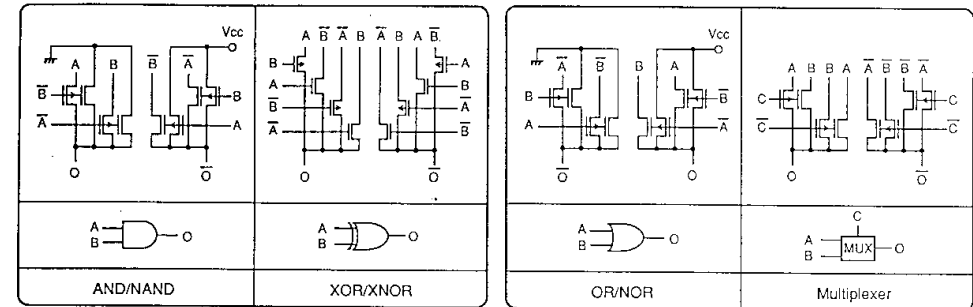 Vcc
A B B̅ A̅
B̅ B
A̅ A
O O̅
A B̅ A̅ B A̅ B A B̅
B A
A B
B̅ A̅
A̅ B̅
O O̅
Vcc
A̅ B̅ B A
B B̅
A A̅
O̅ O
A B B A A̅ B̅ B̅ A̅
C C
C̅ C̅
O O̅
A
B O
A
B O
A
B O
C
A
B MUX O
AND/NAND
XOR/XNOR
OR/NOR
Multiplexer